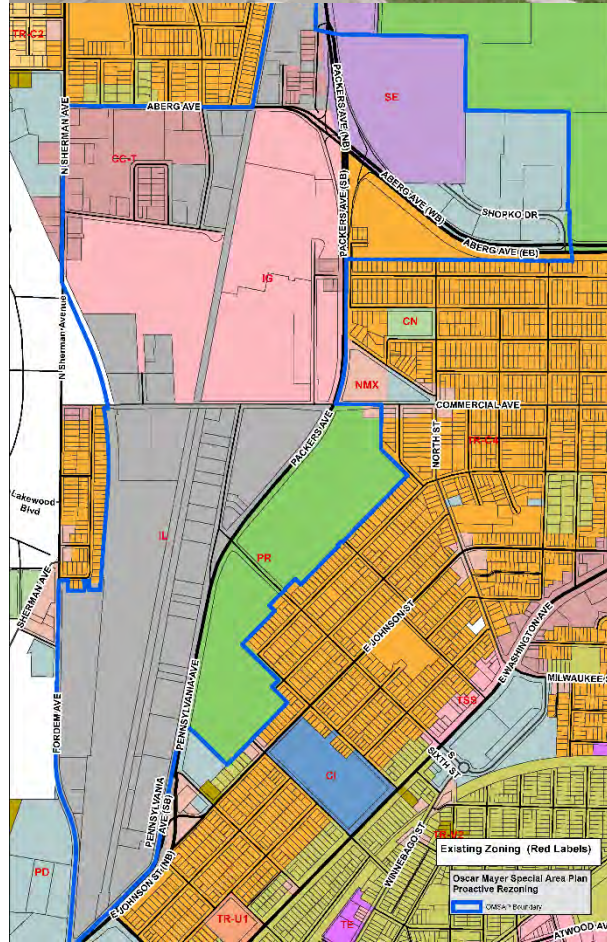 TR-C2
ABERG AVE
N SHERMAN AVE
CC-T
PACKERS AVE (NB)
SE
PACKERS AVE (SB)
ABERG AVE (WB)
SHOPKO DR
ABERG AVE (EB)
IG
N Sherman Avenue
CN
NMX
COMMERCIAL AVE
NORTH ST
PACKERS AVE
Lakewood
Blvd
IL
PR
SHERMAN AVE
E JOHNSON ST
E WASHINGTON AVE
MILWAUKEE S
TSS
FORDEM AVE
PENNSYLVANIA AVE
S
SIXTH ST
CI
PENNSYLVANIA
AVE (SB)
WINNEBAGO ST
PD
E JOHNSON ST (NB)
TR-U1
TE
Existing Zoning (Red Labels)
Oscar Mayer Special Area Plan
Proactive Rezoning
OMSAP Boundary
ATWOOD AV